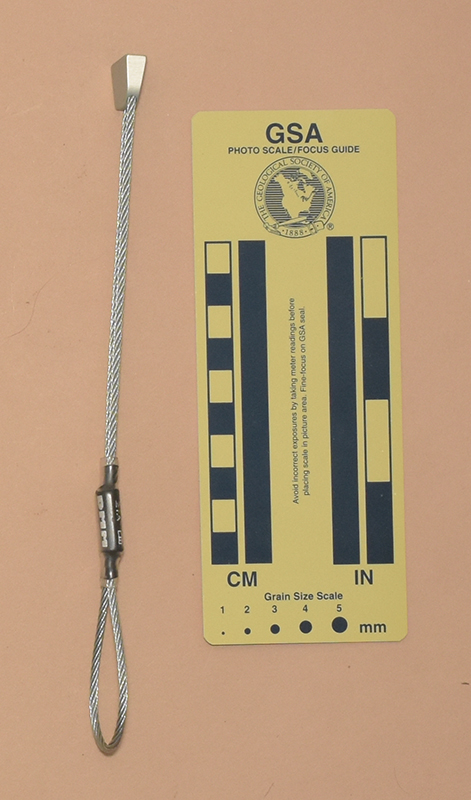 GSA
PHOTO SCALE/FOCUS GUIDE
THE GEOLOGICAL SOCIETY OF AMERICA
·1888·
®
Avoid incorrect exposures by taking meter readings before
placing scale in picture area. Fine-focus on GSA seal.
CM IN
Grain Size Scale
1 2 3 4 5
mm